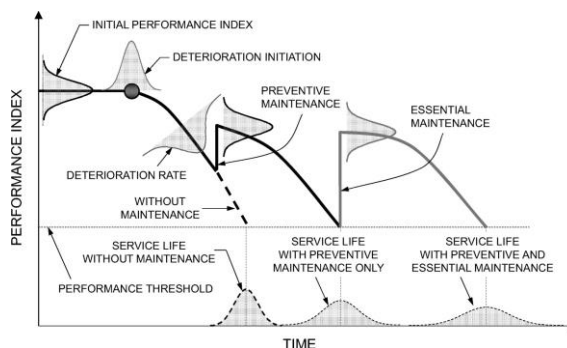 INITIAL PERFORMANCE INDEX
DETERIORATION INITIATION
PREVENTIVE
MAINTENANCE
ESSENTIAL
MAINTENANCE
DETERIORATION RATE
WITHOUT
MAINTENANCE
SERVICE LIFE
WITHOUT MAINTENANCE
SERVICE LIFE
WITH PREVENTIVE
MAINTENANCE ONLY
SERVICE LIFE
WITH PREVENTIVE AND
ESSENTIAL MAINTENANCE
PERFORMANCE THRESHOLD
PERFORMANCE INDEX
TIME